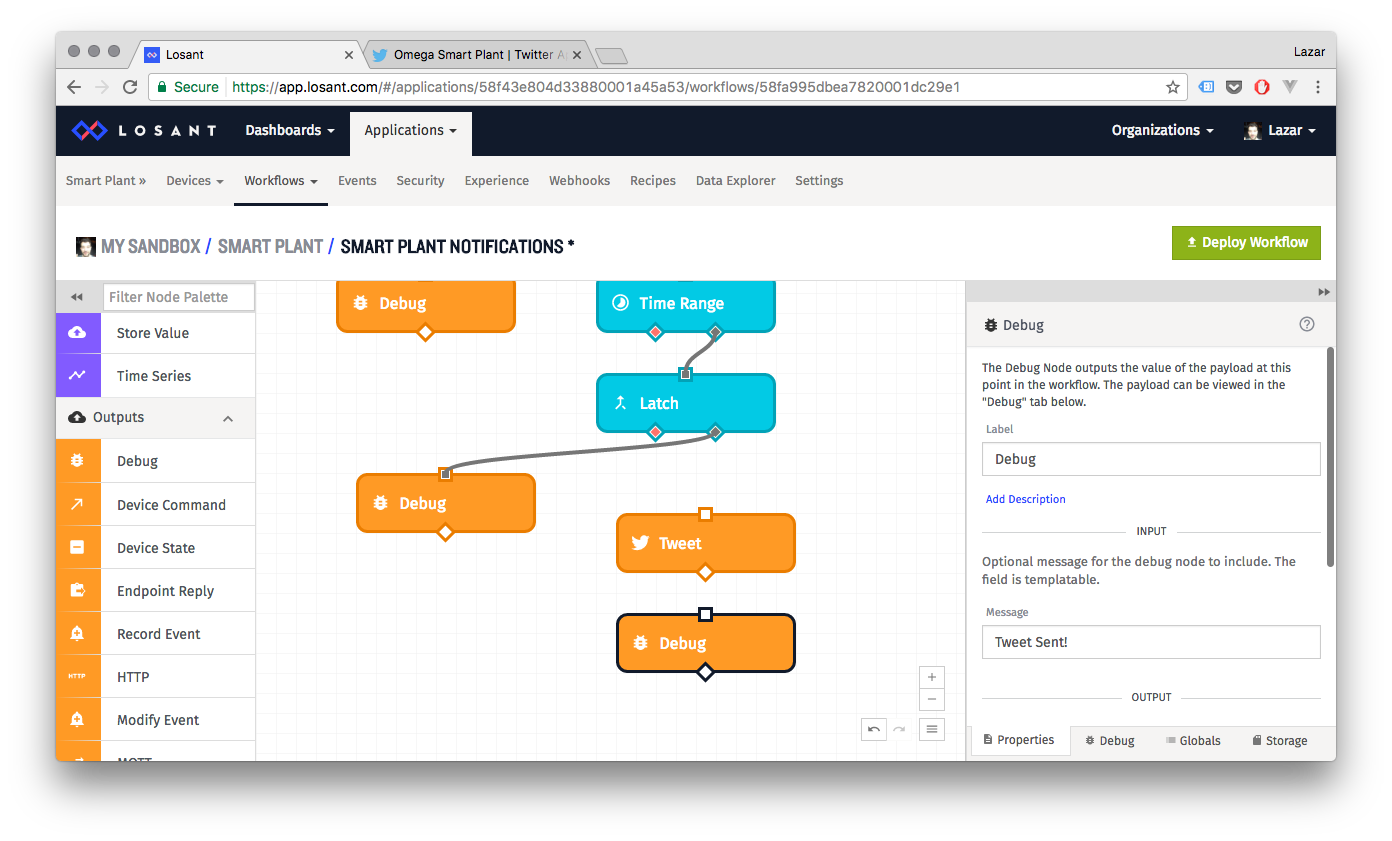 Losant
Omega Smart Plant | Twitter A
Lazar
Secure
https://app.losant.com/#/applications/58f43e804d33880001a45a53/workflows/58fa995dbea7820001dc29e1
LOSANT
Dashboards
Applications
Organizations
Lazar
Smart Plant »
Devices
Workflows
Events
Security
Experience
Webhooks
Recipes
Data Explorer
Settings
MY SANDBOX / SMART PLANT / SMART PLANT NOTIFICATIONS *
Deploy Workflow
Filter Node Palette
Store Value
Time Series
Outputs
Debug
Device Command
Device State
Endpoint Reply
Record Event
HTTP
HTTP
Modify Event
MQTT
Debug
Time Range
Latch
Debug
Tweet
Debug
Debug
The Debug Node outputs the value of the payload at this
point in the workflow. The payload can be viewed in the
"Debug" tab below.
Label
Debug
Add Description
INPUT
Optional message for the debug node to include. The
field is templatable.
Message
Tweet Sent!
OUTPUT
Properties
Debug
Globals
Storage